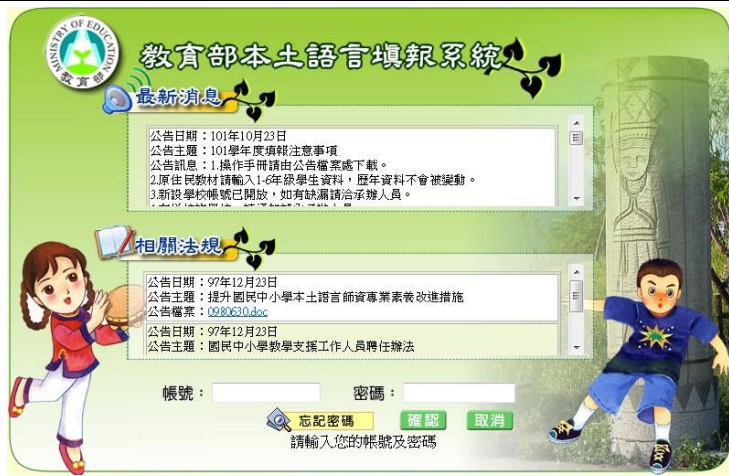 MINISTRY OF EDUCATION
教育部
教育部本土語言填報系統
最新消息
公告日期：101年10月23日
公告主題：101學年度填報注意事項
公告訊息：1.操作手冊請由公告檔案處下載。
2.原住民教材請輸入1-6年級學生資料，歷年資料不會被變動。
3.新設學校帳號已開放，如有缺漏請洽承辦人員。
相關法規
公告日期：97年12月23日
公告主題：提升國民中小學本土語言師資專業素養改進措施
公告檔案：0980630.doc
公告日期：97年12月23日
公告主題：國民中小學教學支援工作人員聘任辦法
帳號：
密碼：
忘記密碼
確認
取消
請輸入您的帳號及密碼